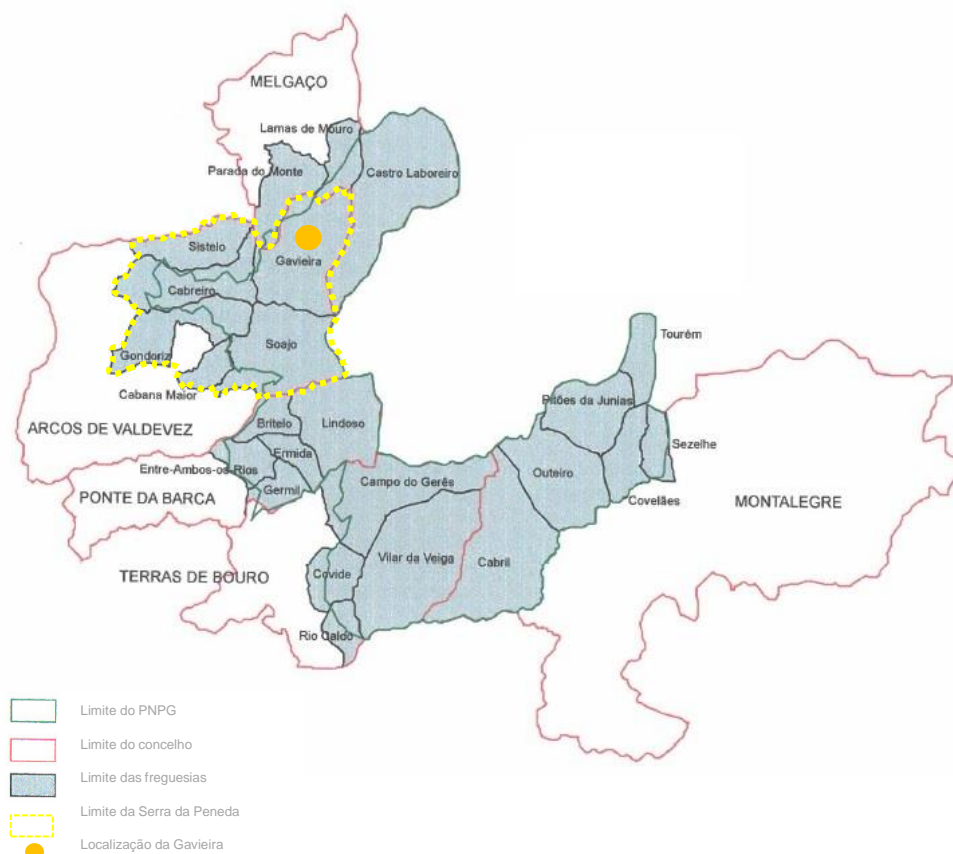 MELGAÇO
Lamas de Mouro
Parada do Monte
Castro Laboreiro
Sistelo
Gavieira
Cabreiro
Soajo
Gondoriz
Cabana Maior
Tourém
Pitões da Junias
Sezelhe
ARCOS DE VALDEVEZ
Britelo
Lindoso
Ermida
Entre-Ambos-os-Rios
Germil
PONTE DA BARCA
Campo do Gerês
Outeiro
Covelães
MONTALEGRE
Vilar da Veiga
Cabril
TERRAS DE BOURO
Covide
Rio Caldo
Limite do PNPG
Limite do concelho
Limite das freguesias
Limite da Serra da Peneda
Localização da Gavieira